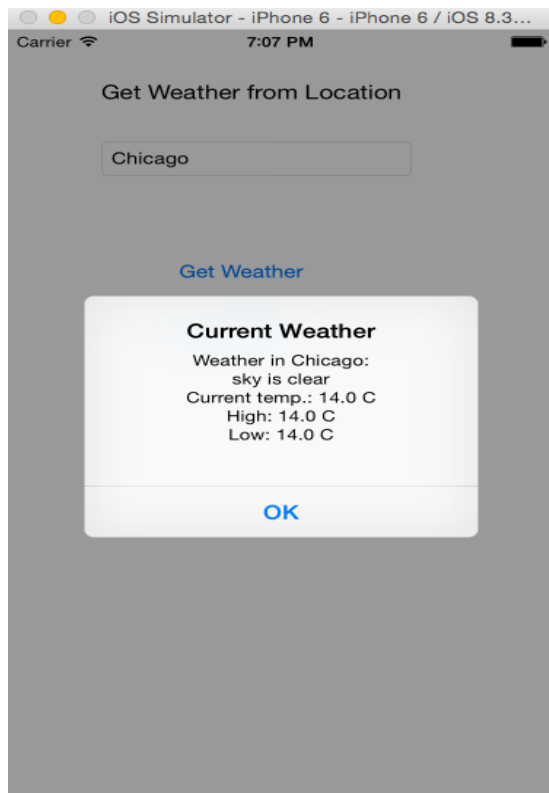 iOS Simulator - iPhone 6 - iPhone 6 / iOS 8.3...
Carrier 7:07 PM
Get Weather from Location
Chicago
Get Weather
Current Weather
Weather in Chicago:
sky is clear
Current temp.: 14.0 C
High: 14.0 C
Low: 14.0 C
OK